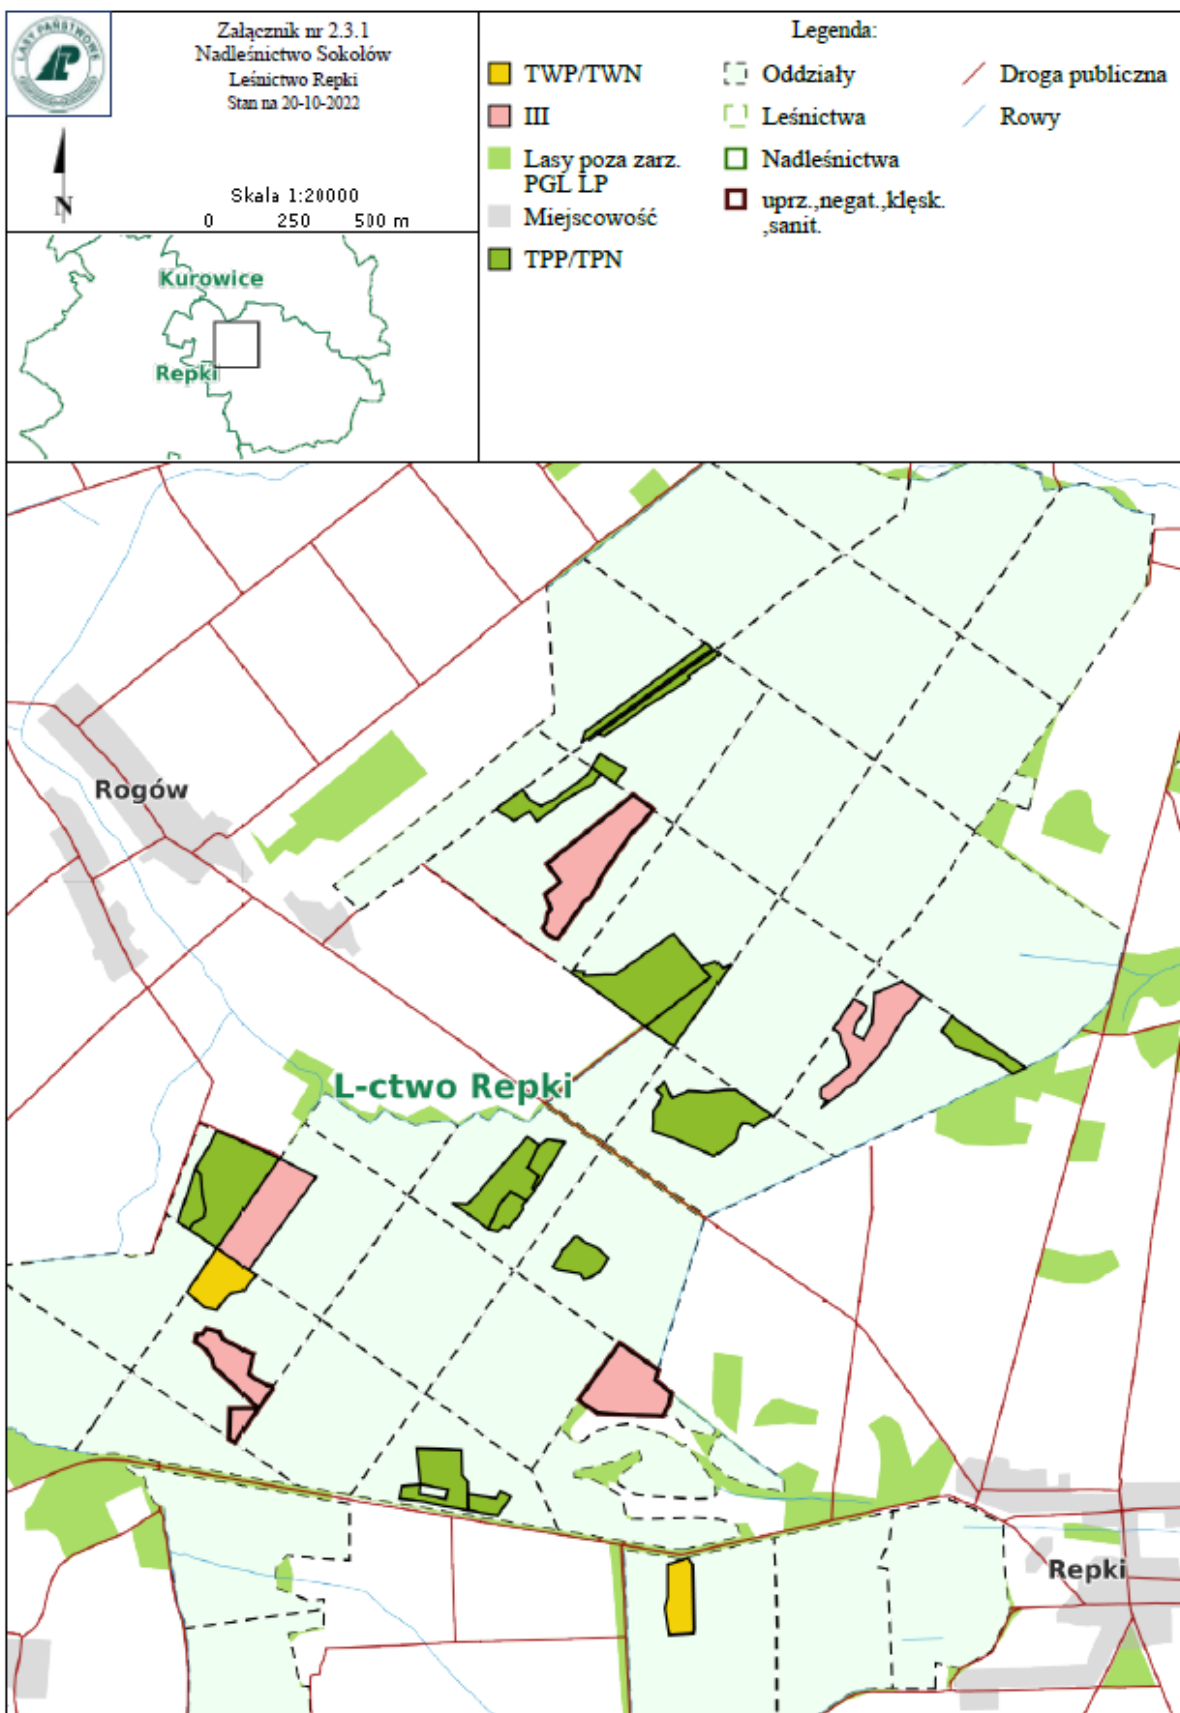 LASY PAŃSTWOWE
Załącznik nr 2.3.1
Nadleśnictwo Sokołów
Leśnictwo Repki
Stan na 20-10-2022
N
Skala 1:20000
0 250 500 m
Kurowice
Repki
Legenda:
TWP/TWN
III
Lasy poza zarz.
PGL LP
Miejscowość
TPP/TPN
Oddziały
Leśnictwa
Nadleśnictwa
uprz.,negat.,klęsk.
,sanit.
Droga publiczna
Rowy
Rogów
L-ctwo Repki
Repki